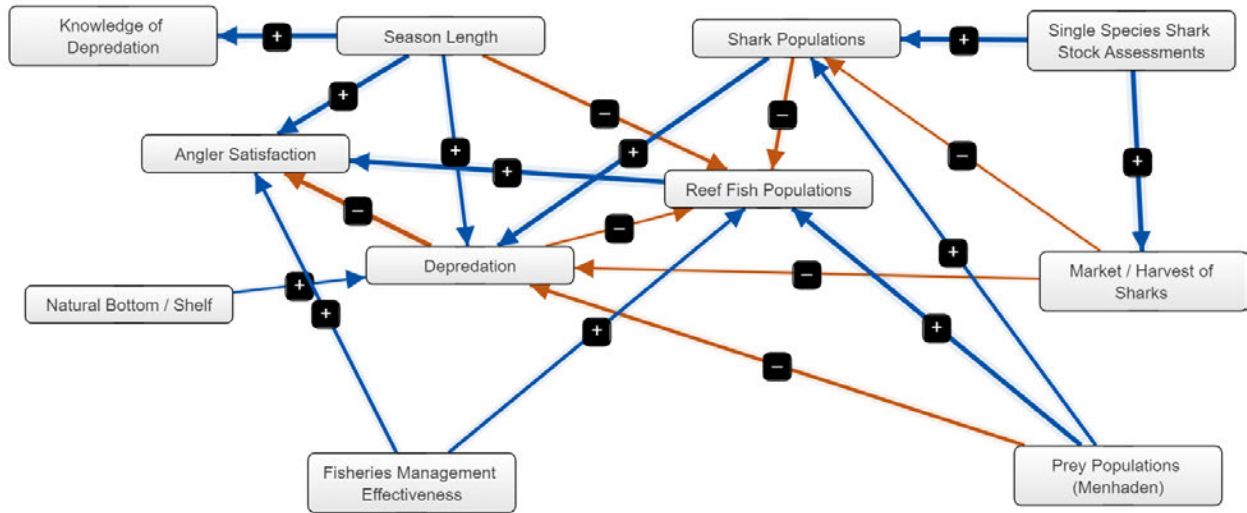 Knowledge of
Depredation
+
Season Length
Shark Populations
+
Single Species Shark
Stock Assessments
+
−
−
+
+
+
+
−
+
Angler Satisfaction
−
Reef Fish Populations
−
+
Depredation
−
Market / Harvest of
Sharks
Natural Bottom / Shelf
+
+
+
+
−
Fisheries Management
Effectiveness
Prey Populations
(Menhaden)